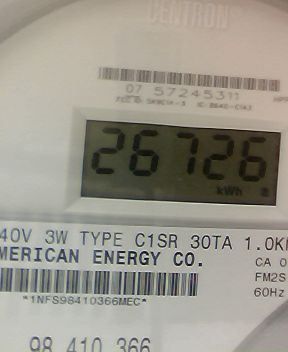 CENTRON
07 57245311
26726
kWh
40V 3W TYPE C1SR 30TA 1.0K
MERICAN ENERGY CO.
CA 0
FM2S
60Hz
*1NFS98410366MEC*
98 410 366